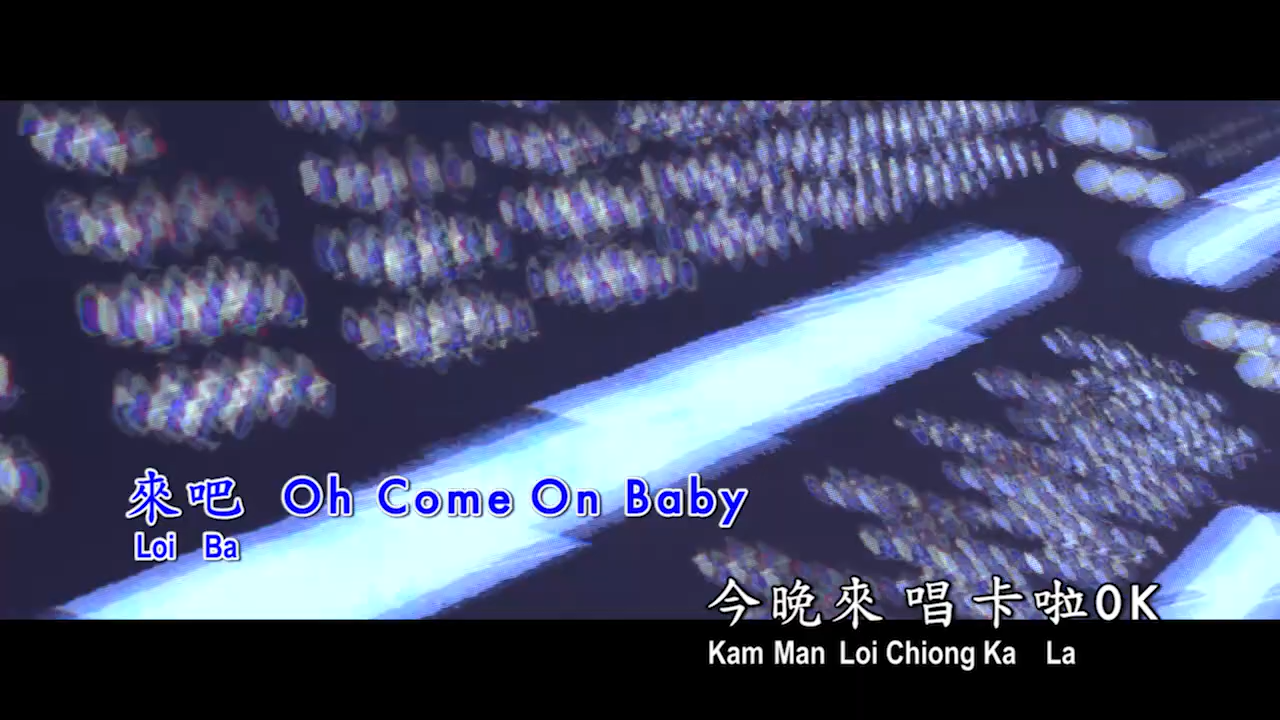 來吧 Oh Come On Baby
Loi Ba
今晚來唱卡啦OK
Kam Man Loi Chiong Ka La